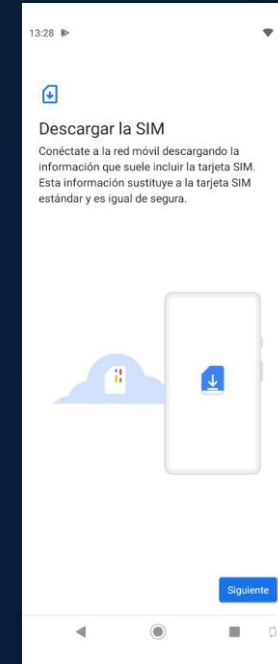 13:28
Descargar la SIM
Conéctate a la red móvil descargando la
información que suele incluir la tarjeta SIM.
Esta información sustituye a la tarjeta SIM
estándar y es igual de segura.
Siguiente